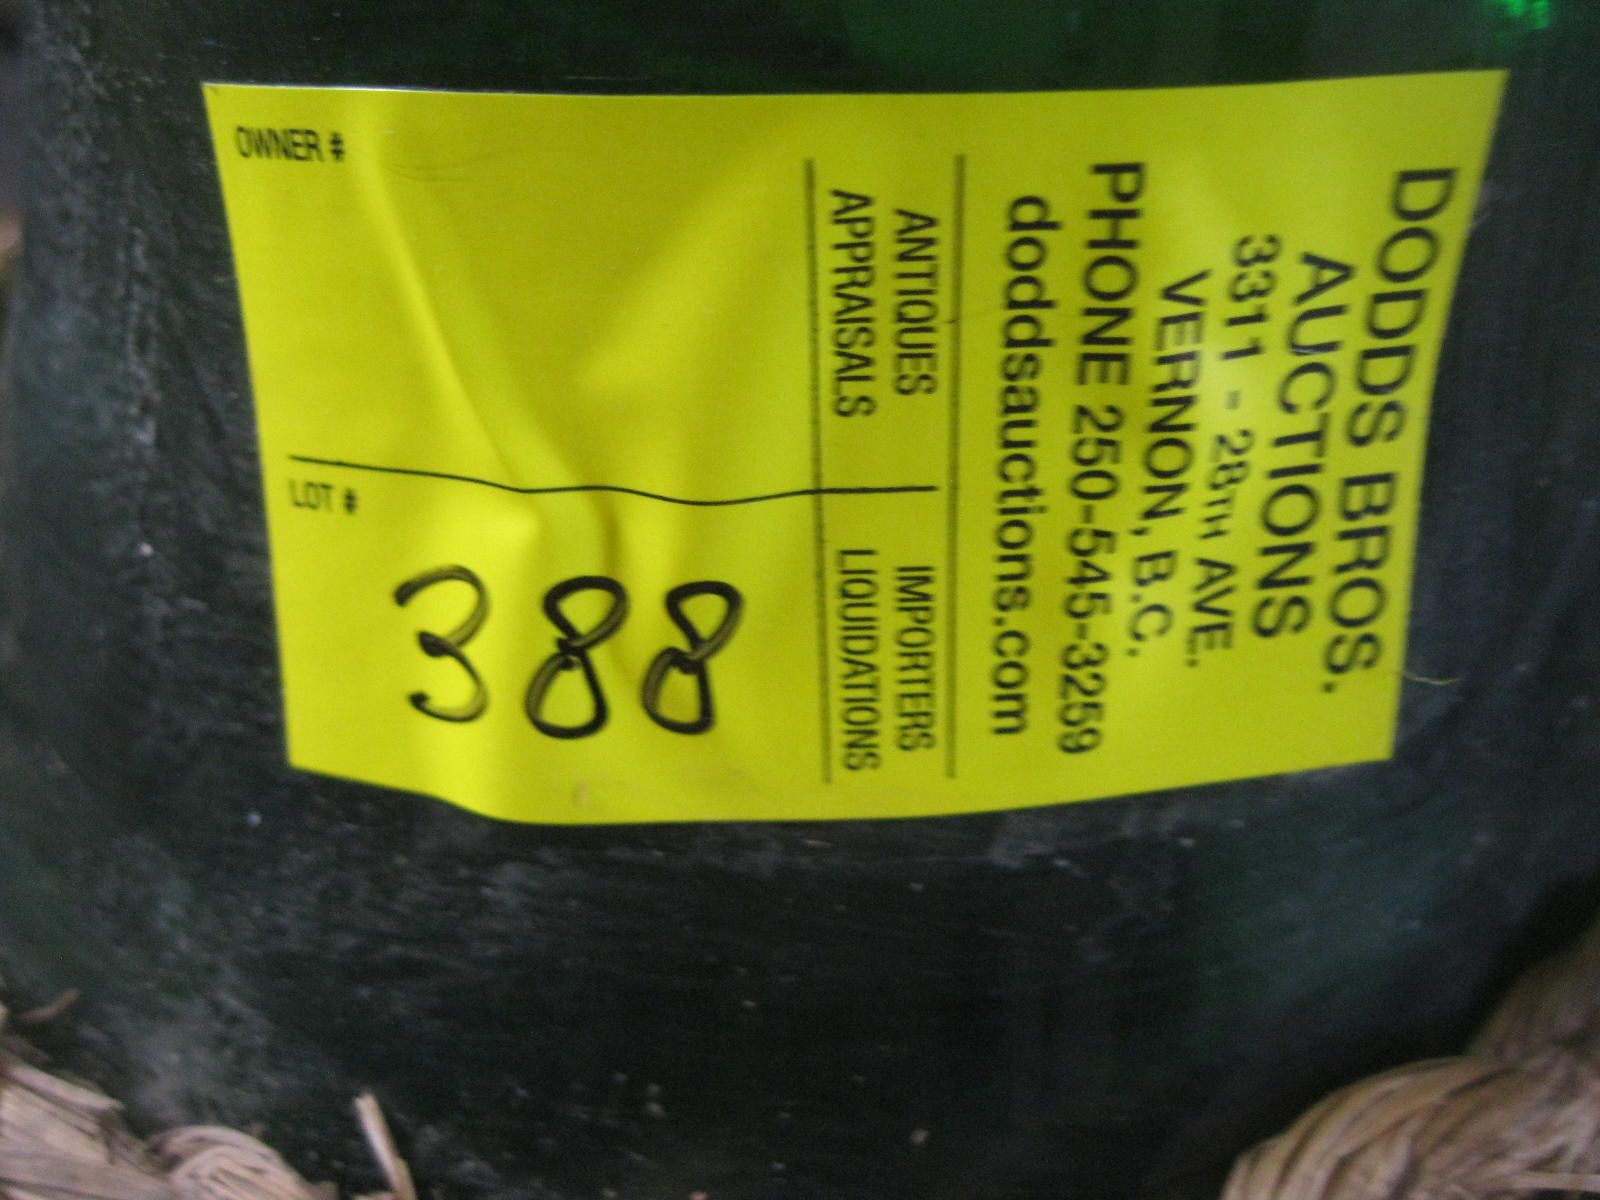 DODDS BROS.
AUCTIONS
3311 - 28TH AVE.
VERNON, B.C.
PHONE 250-545-3259
doddsauctions.com
ANTIQUES
APPRAISALS
IMPORTERS
LIQUIDATIONS
OWNER #
LOT #
388